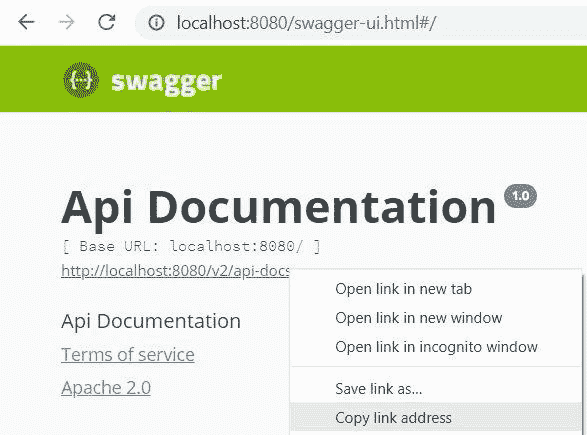 localhost:8080/swagger-ui.html#/
{...} swagger
Api Documentation 1.0
[ Base URL: localhost:8080/ ]
http://localhost:8080/v2/api-docs
Open link in new tab
Api Documentation
Open link in new window
Terms of service
Open link in incognito window
Apache 2.0
Save link as...
Copy link address